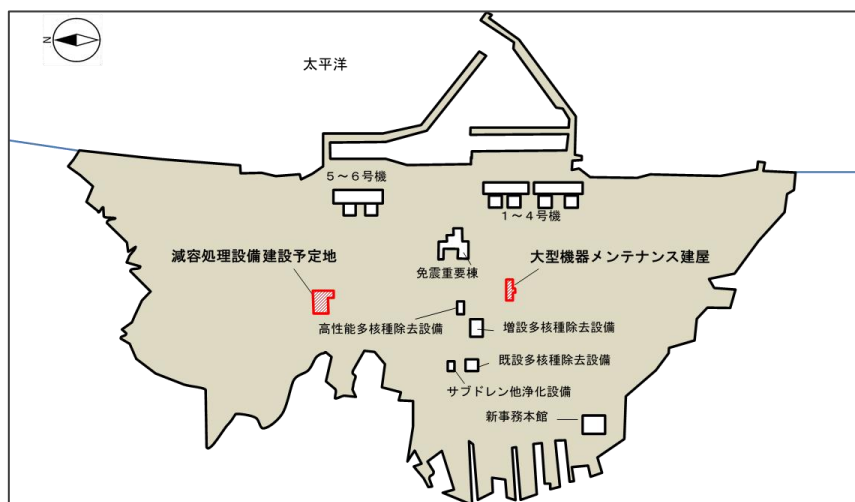 N
太平洋
5～6号機
1～4号機
減容処理設備建設予定地
免震重要棟
大型機器メンテナンス建屋
高性能多核種除去設備
増設多核種除去設備
既設多核種除去設備
サブドレン他浄化設備
新事務本館